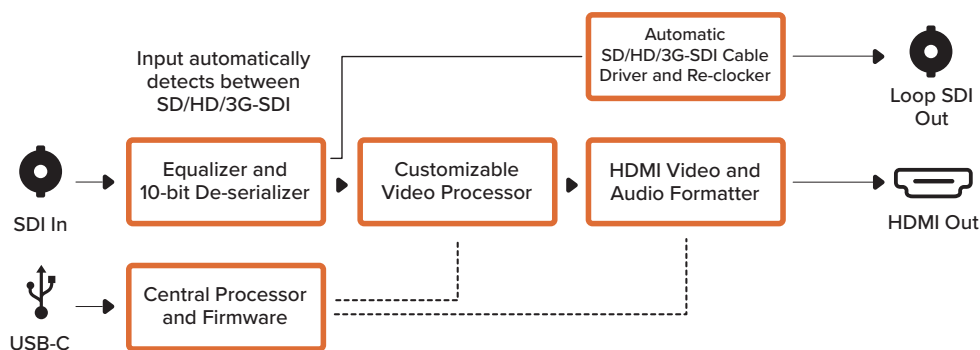 Input automatically
detects between
SD/HD/3G-SDI
Automatic
SD/HD/3G-SDI Cable
Driver and Re-clocker
Loop SDI
Out
SDI In
Equalizer and
10-bit De-serializer
Customizable
Video Processor
HDMI Video and
Audio Formatter
HDMI Out
USB-C
Central Processor
and Firmware